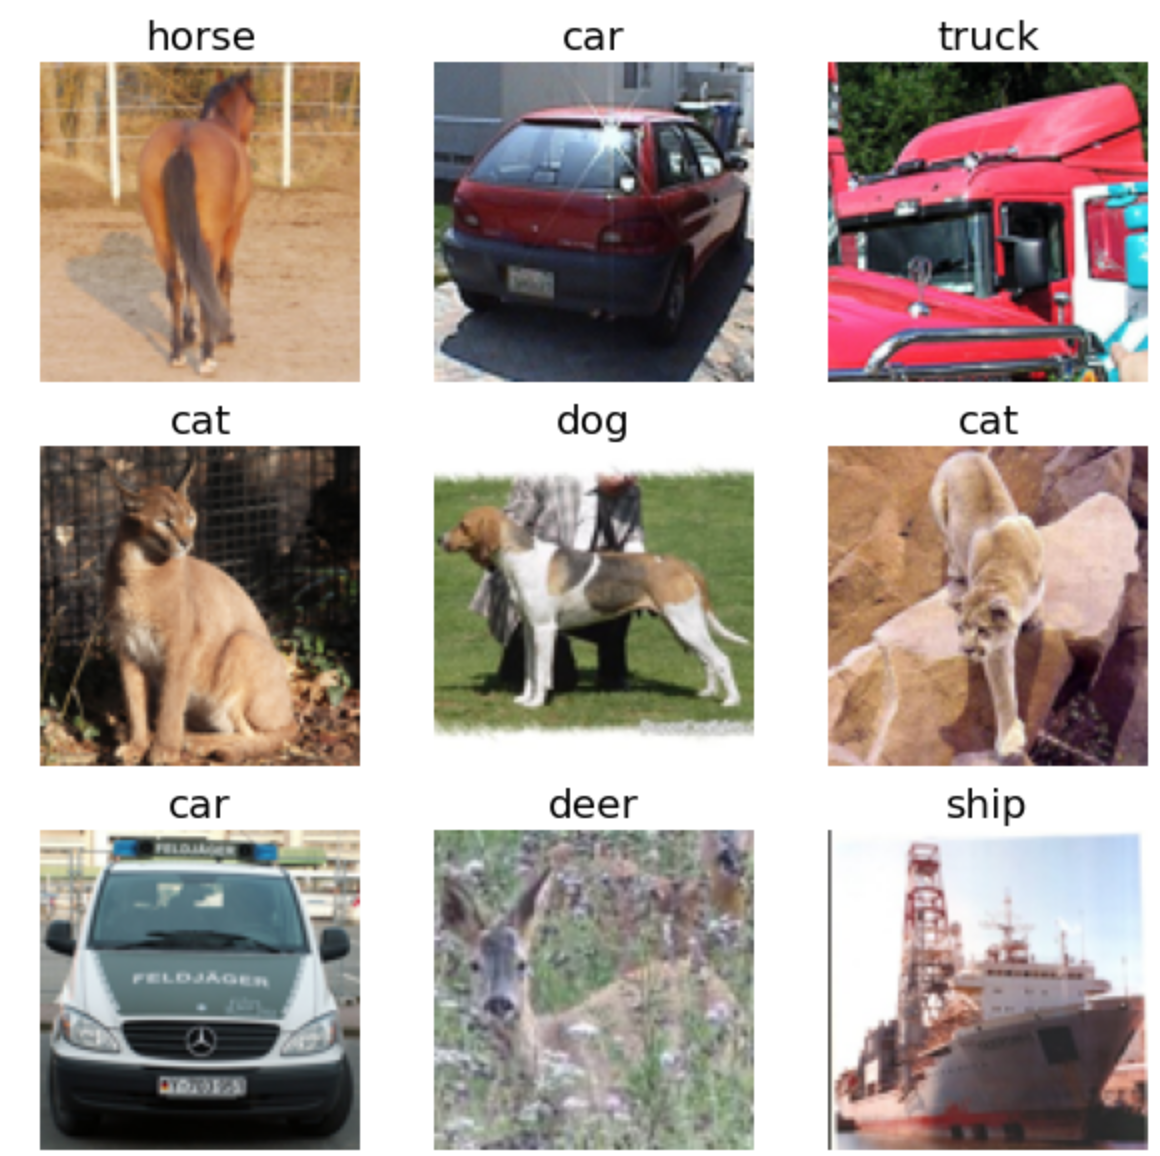 horse
car
truck
cat
dog
cat
car
deer
ship
FELDJÄGER
FELDJÄGER